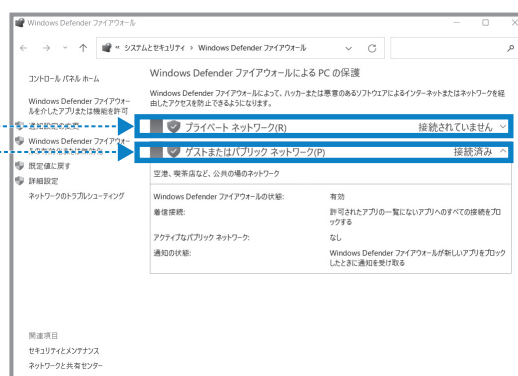 Windows Defender ファイアウォール
システムとセキュリティ › Windows Defender ファイアウォール
コントロール パネル ホーム
Windows Defender ファイアウォールを介したアプリまたは機能を許可
Windows Defender ファイアウォー
既定値に戻す
詳細設定
ネットワークのトラブルシューティング
Windows Defender ファイアウォールによる PC の保護
Windows Defender ファイアウォールによって、ハッカーまたは悪意のあるソフトウェアによるインターネットまたはネットワークを経
由したアクセスを防止できるようになります。
プライベート ネットワーク(R) 接続されていません
ゲストまたはパブリック ネットワーク(P) 接続済み
空港、喫茶店など、公共の場のネットワーク
Windows Defender ファイアウォールの状態: 有効
着信接続: 許可されたアプリの一覧にないアプリへのすべての接続をブロ
ックする
アクティブなパブリック ネットワーク: なし
通知の状態: Windows Defender ファイアウォールが新しいアプリをブロック
したときに通知を受け取る
関連項目
セキュリティとメンテナンス
ネットワークと共有センター